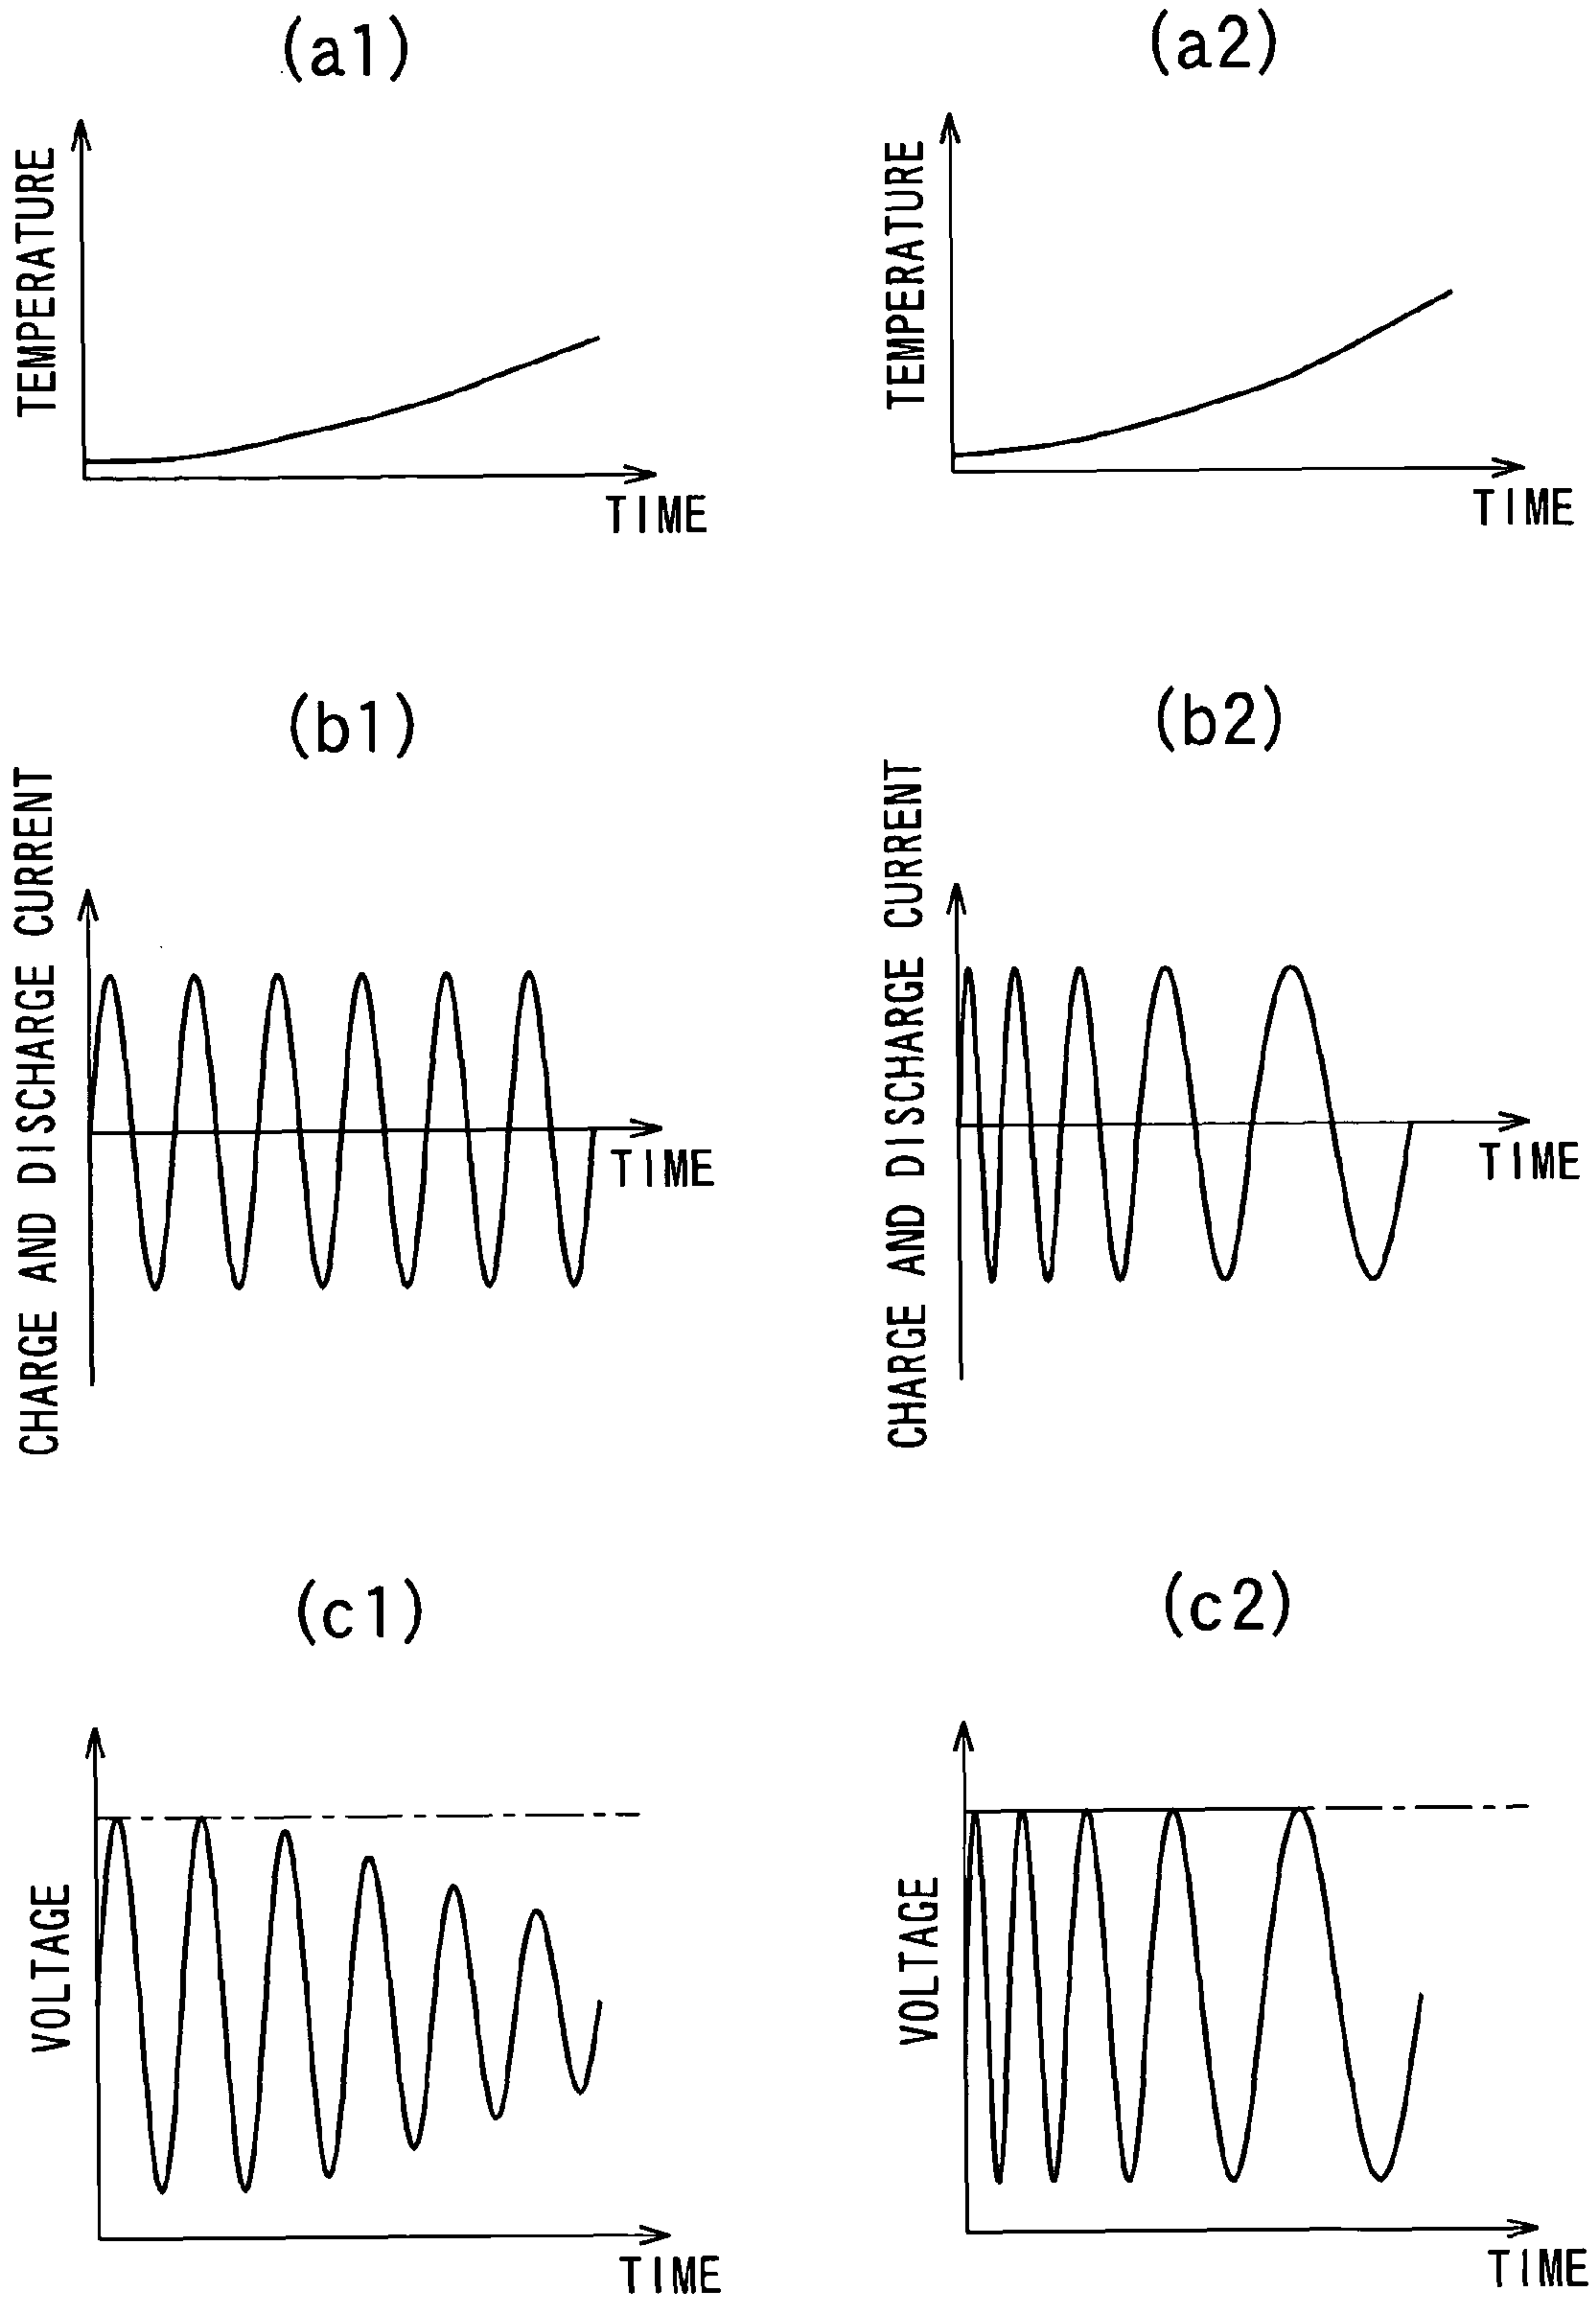 (a1)
(a2)
TEMPERATURE
TIME
TEMPERATURE
TIME
(b1)
(b2)
CHARGE AND DISCHARGE CURRENT
TIME
CHARGE AND DISCHARGE CURRENT
TIME
(c1)
(c2)
VOLTAGE
TIME
VOLTAGE
TIME